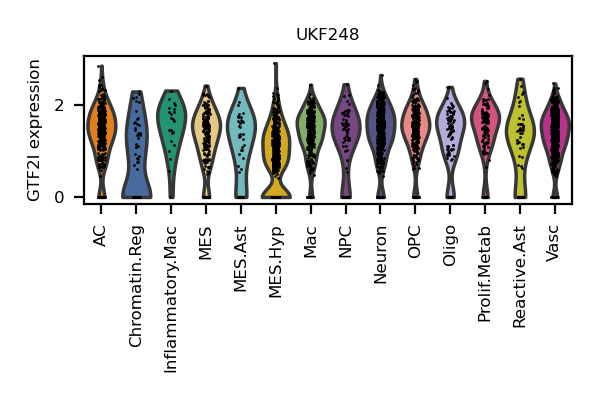 UKF248
GTF2I expression
2
0
AC
Chromatin.Reg
Inflammatory.Mac
MES
MES.Ast
MES.Hyp
Mac
NPC
Neuron
OPC
Oligo
Prolif.Metab
Reactive.Ast
Vasc